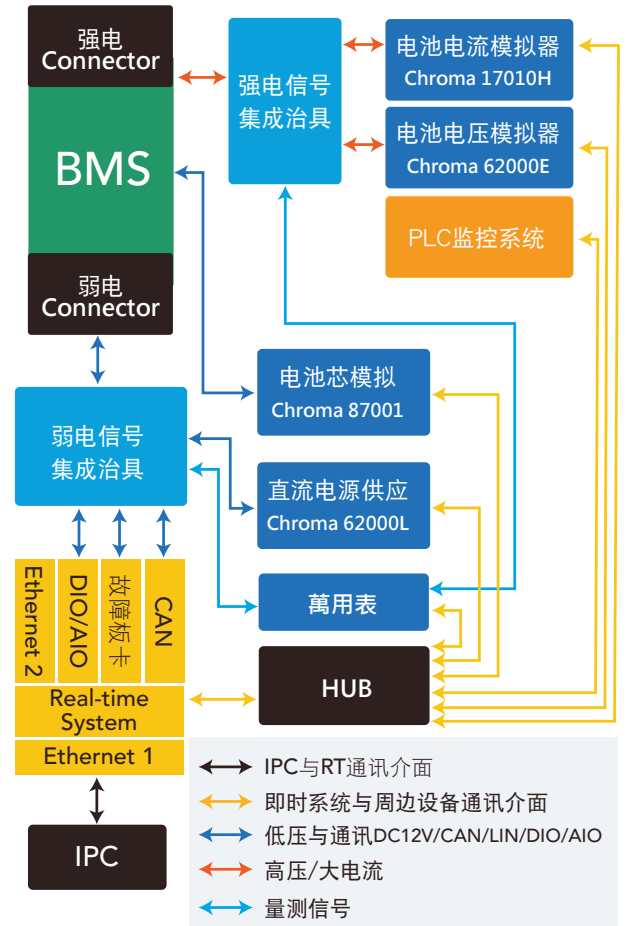 强电
Connector
BMS
弱电
Connector
强电信号
集成治具
电池电流模拟器
Chroma 17010H
电池电压模拟器
Chroma 62000E
PLC监控系统
电池芯模拟
Chroma 87001
弱电信号
集成治具
直流电源供应
Chroma 62000L
萬用表
HUB
Ethernet 2
DIO/AIO
故障板卡
CAN
Real-time
System
Ethernet 1
IPC
IPC与RT通讯介面
即时系统与周边设备通讯介面
低压与通讯DC12V/CAN/LIN/DIO/AIO
高压/大电流
量测信号